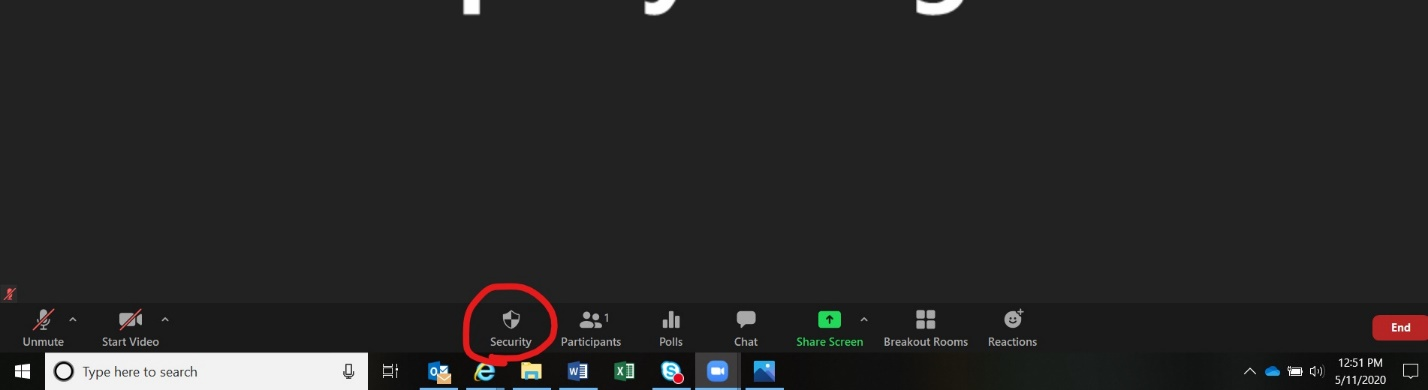 Unmute
Start Video
Security
Participants 1
Polls
Chat
Share Screen
Breakout Rooms
Reactions
End
Type here to search
12:51 PM
5/11/2020